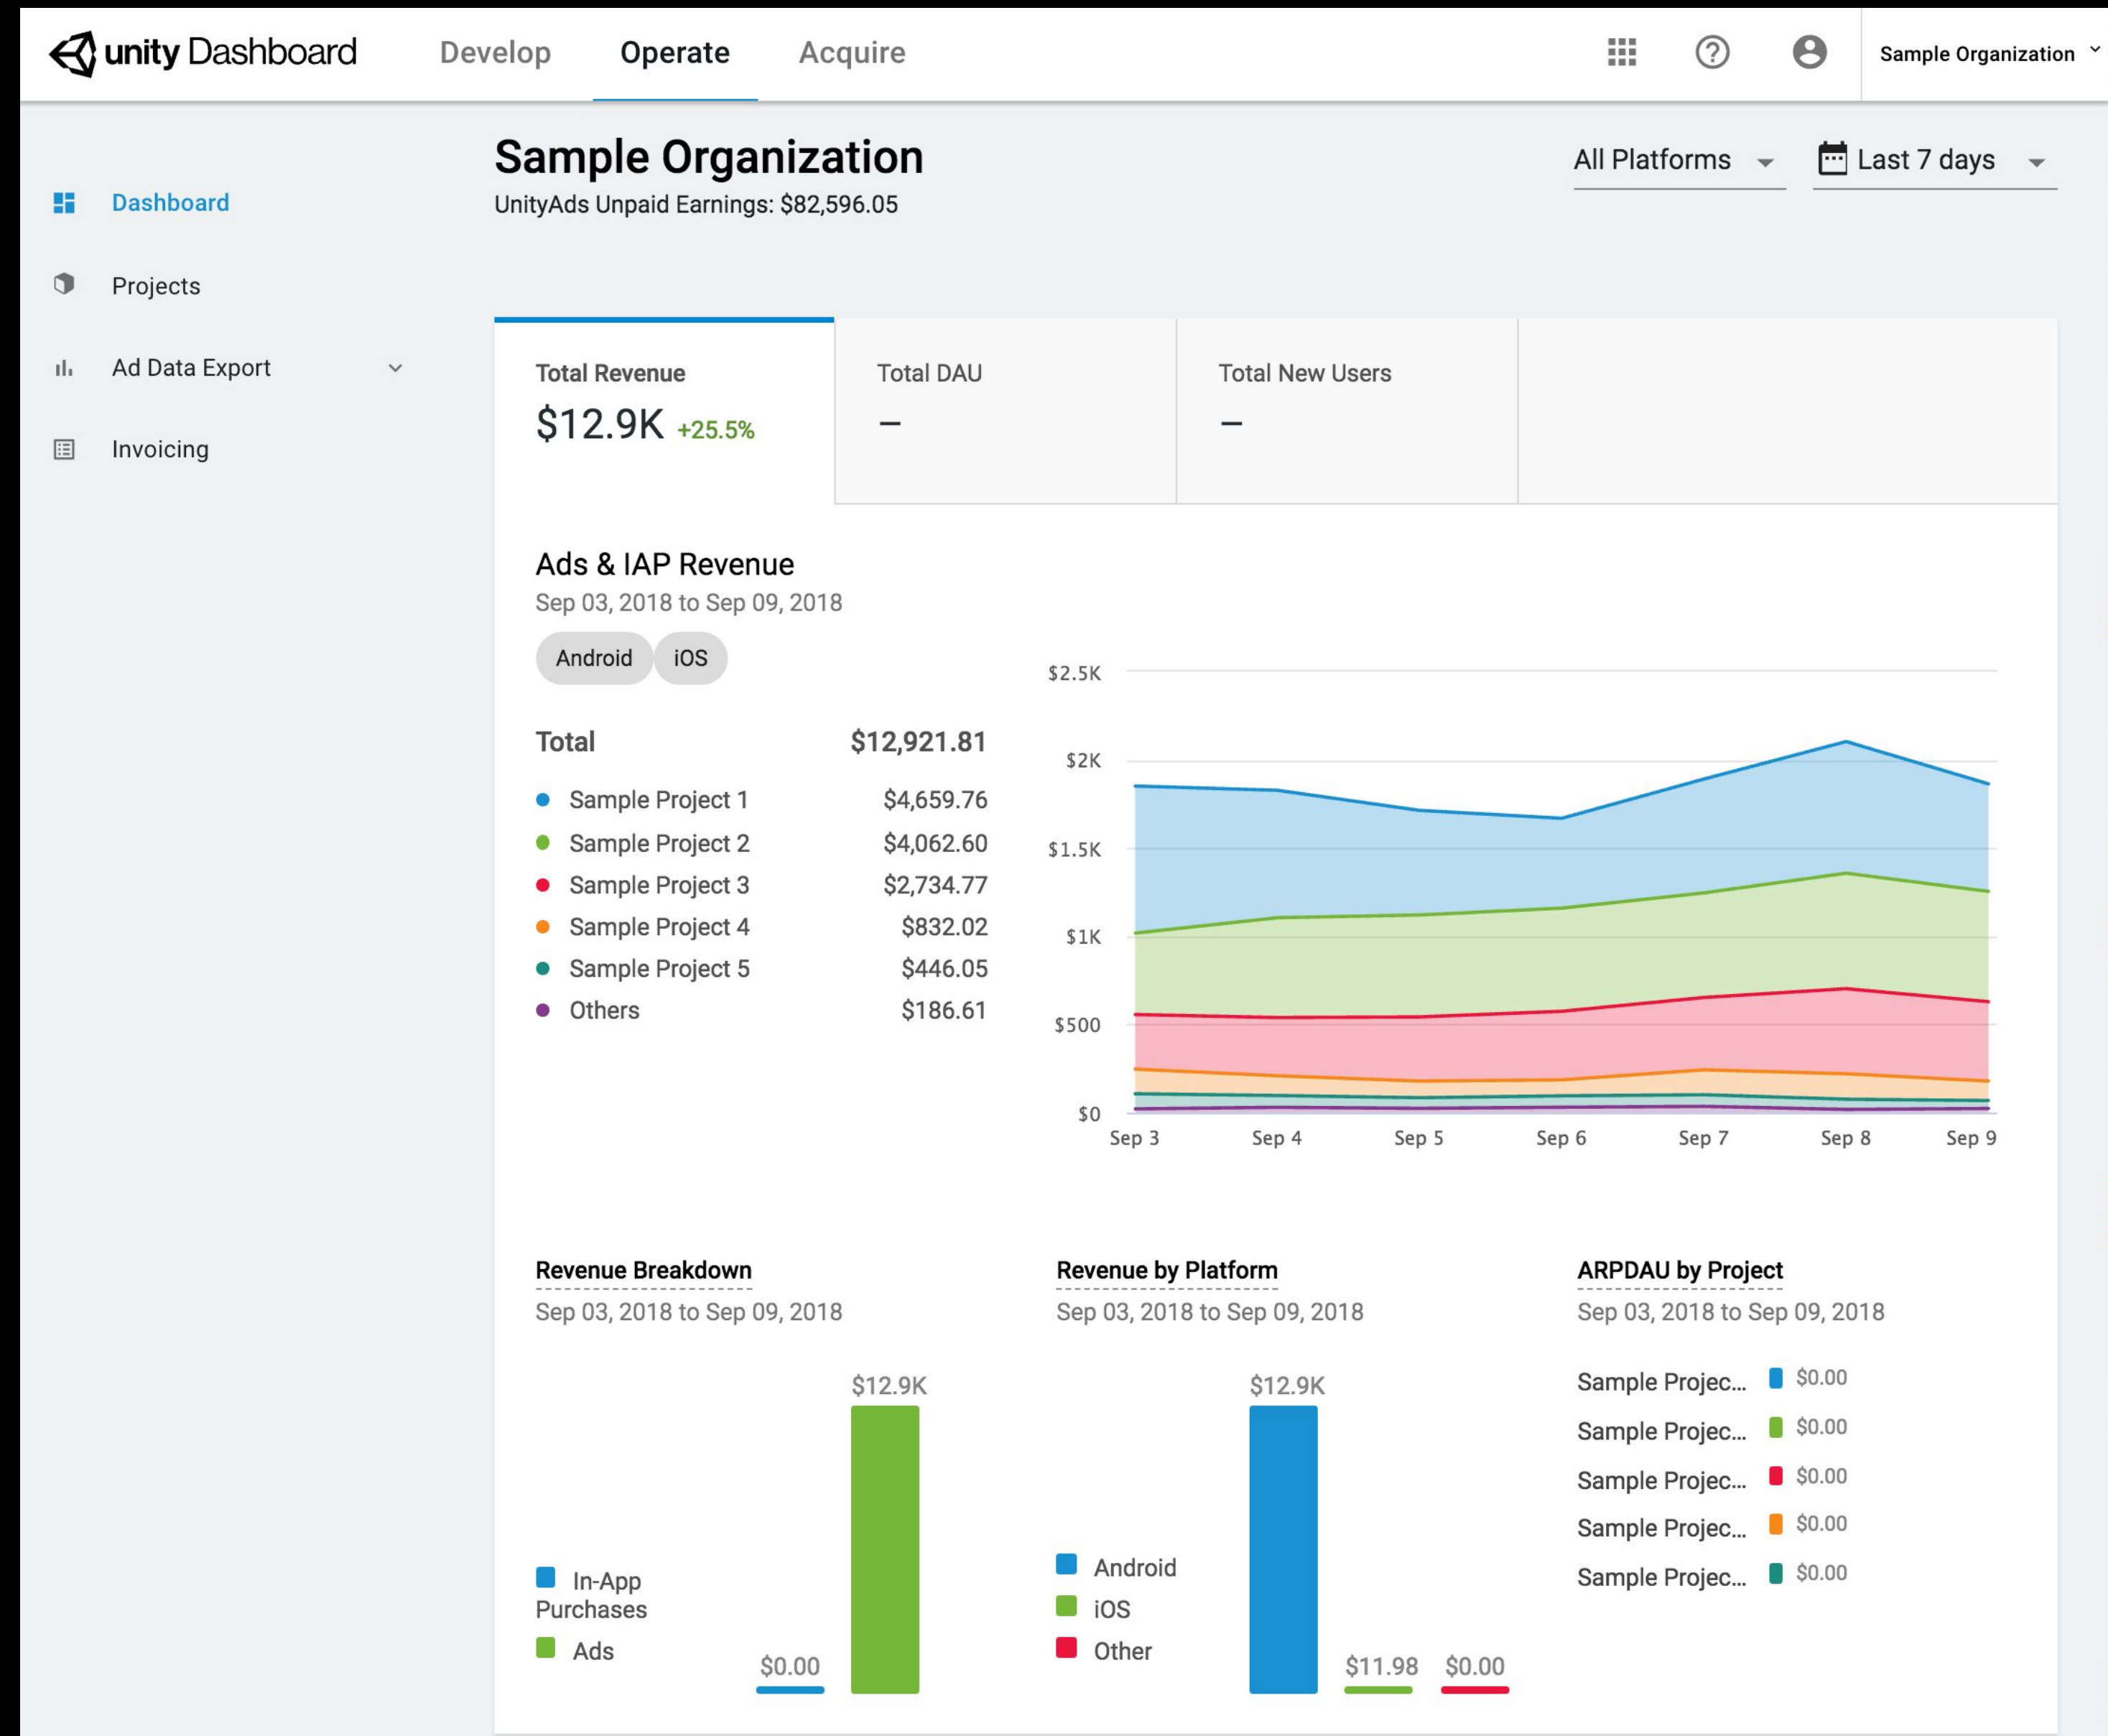 unity Dashboard Develop Operate Acquire Sample Organization
Sample Organization
UnityAds Unpaid Earnings: $82,596.05
All Platforms Last 7 days
Dashboard
Projects
Ad Data Export
Invoicing
Total Revenue
$12.9K +25.5%
Total DAU
–
Total New Users
–
Ads & IAP Revenue
Sep 03, 2018 to Sep 09, 2018
Android iOS
Total $12,921.81
Sample Project 1 $4,659.76
Sample Project 2 $4,062.60
Sample Project 3 $2,734.77
Sample Project 4 $832.02
Sample Project 5 $446.05
Others $186.61
$2.5K
$2K
$1.5K
$1K
$500
$0
Sep 3 Sep 4 Sep 5 Sep 6 Sep 7 Sep 8 Sep 9
Revenue Breakdown
Sep 03, 2018 to Sep 09, 2018
$12.9K
In-App
Purchases
Ads
$0.00
Revenue by Platform
Sep 03, 2018 to Sep 09, 2018
$12.9K
Android
iOS
Other
$11.98 $0.00
ARPDAU by Project
Sep 03, 2018 to Sep 09, 2018
Sample Projec... $0.00
Sample Projec... $0.00
Sample Projec... $0.00
Sample Projec... $0.00
Sample Projec... $0.00